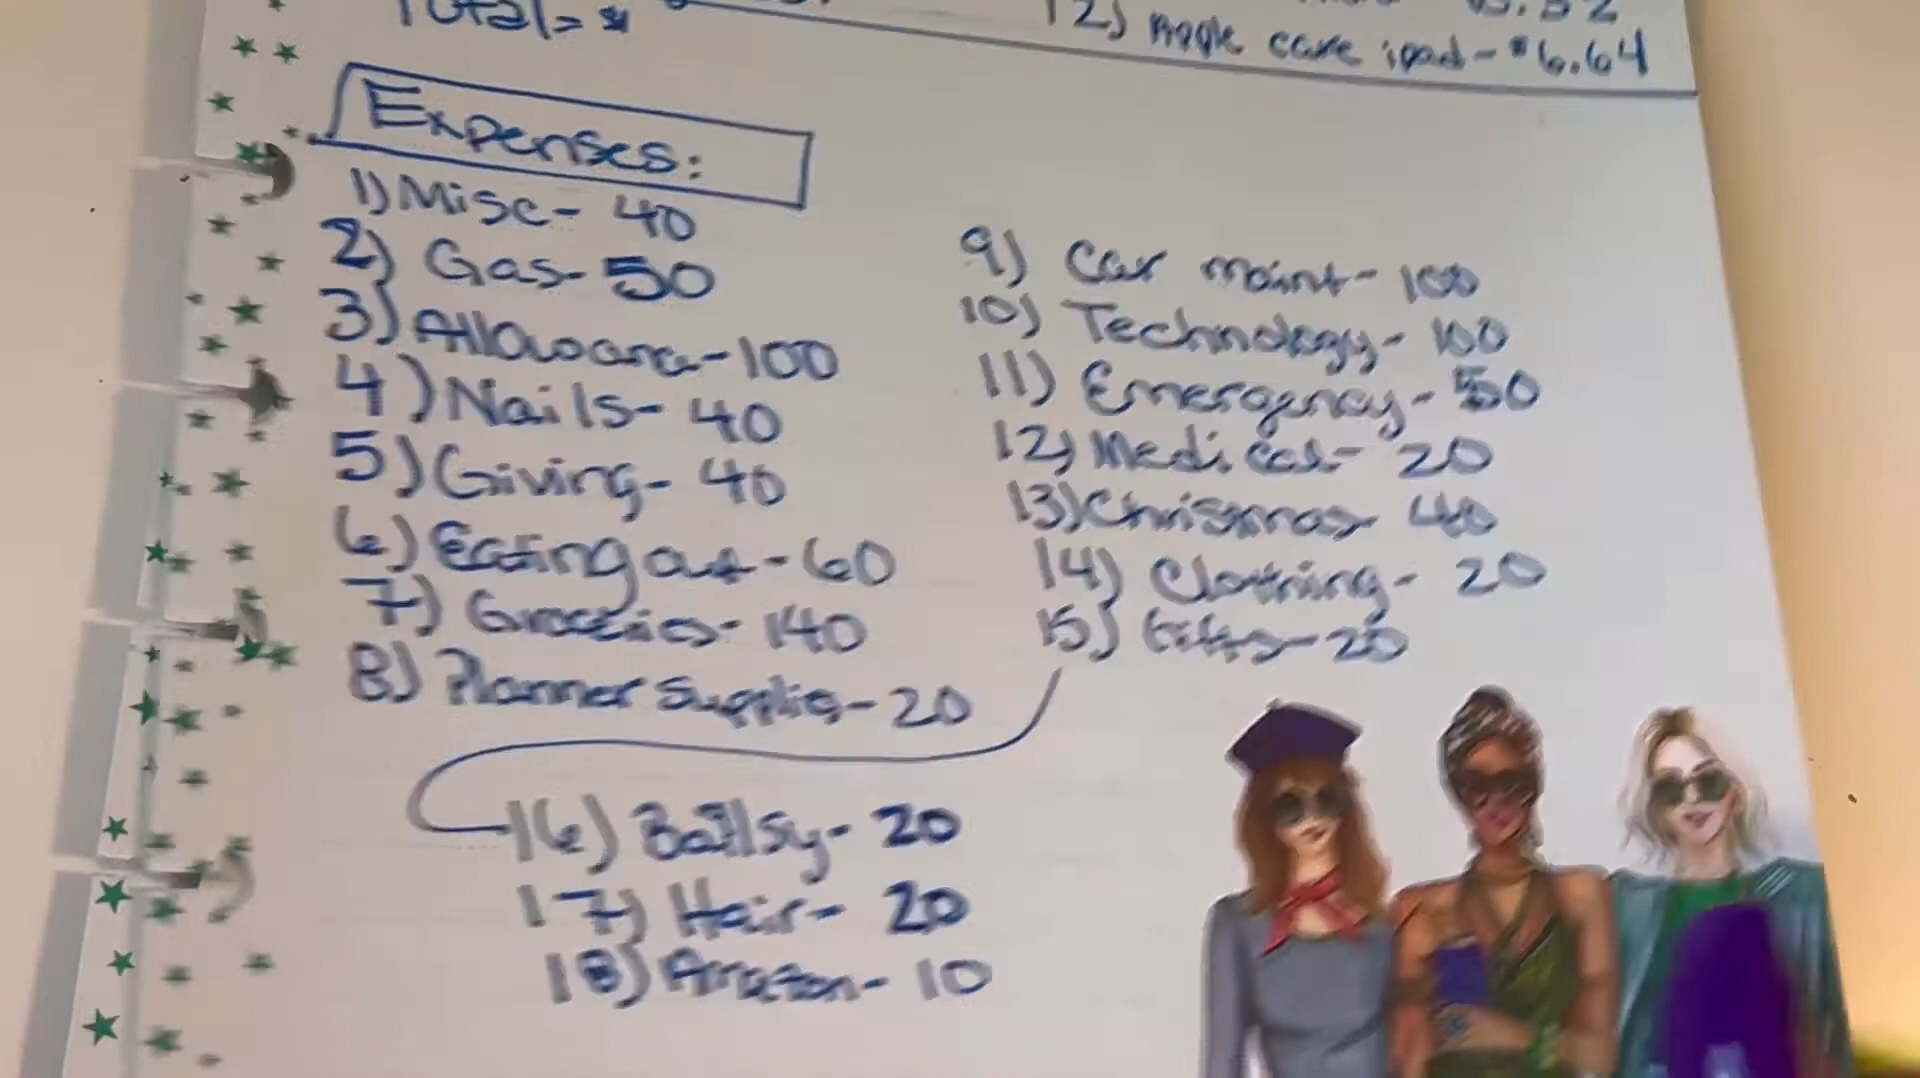 Total= $
12) Apple care ipad- $6.64
Expenses:
1) Misc- 40
2) Gas- 50
3) Allowance-100
4) Nails- 40
5) Giving- 40
6) Eating out-60
7) Groceries- 140
8) Planner Supplies-20
9) Car maint- 100
10) Technology- 100
11) Emergency- 50
12) Medical- 20
13) Christmas- 40
14) Clothing- 20
15) Gifts-20
16) Bailsy- 20
17) Hair- 20
18) Amazon- 10